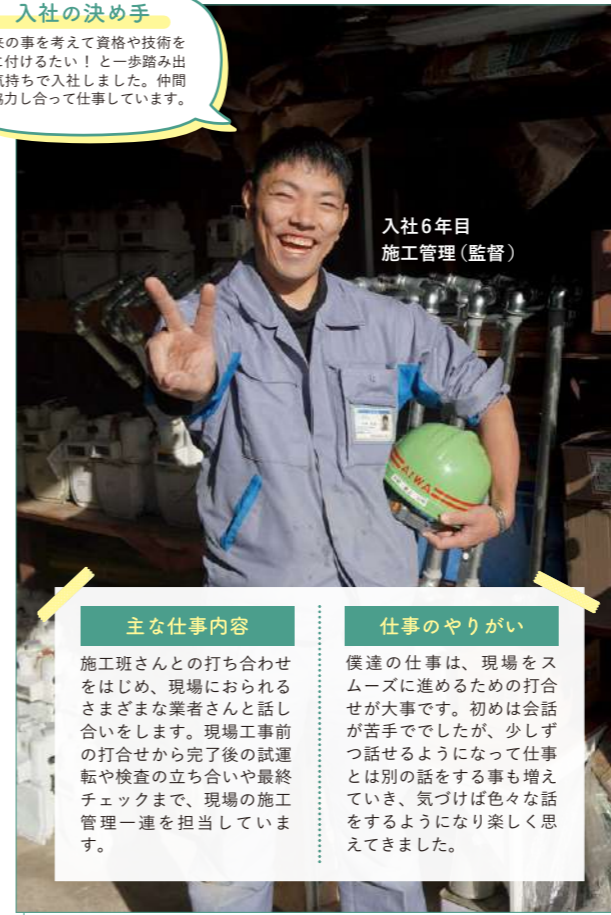 入社の決め手
の事を考えて資格や技術を
付けるたい！ と一歩踏み出
気持ちで入社しました。仲間
力し合って仕事しています。
入社6年目
施工管理（監督）
AIWA
主な仕事内容
施工班さんとの打ち合わせ
をはじめ、現場におられる
さまざまな業者さんと話し
合いをします。現場工事前
の打合せから完了後の試運
転や検査の立ち合いや最終
チェックまで、現場の施工
管理一連を担当していま
す。
仕事のやりがい
僕達の仕事は、現場をス
ムーズに進めるための打合
せが大事です。初めは会話
が苦手ででしたが、少しず
つ話せるようになって仕事
とは別の話をする事も増え
ていき、気づけば色々な話
をするようになり楽しく思
えてきました。